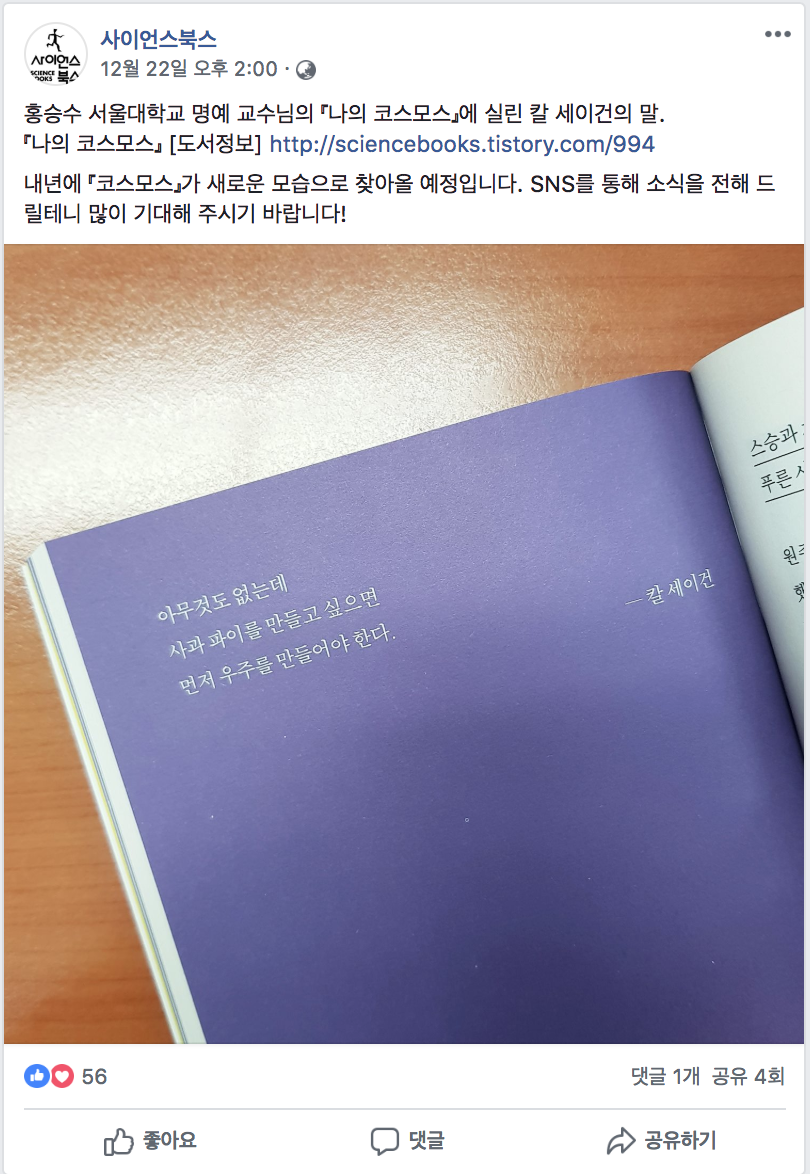 사이언스
SCIENCE
BOOKS 북스
사이언스북스
12월 22일 오후 2:00 ·
홍승수 서울대학교 명예 교수님의 『나의 코스모스』에 실린 칼 세이건의 말.
『나의 코스모스』 [도서정보] http://sciencebooks.tistory.com/994
내년에 『코스모스』가 새로운 모습으로 찾아올 예정입니다. SNS를 통해 소식을 전해 드
릴테니 많이 기대해 주시기 바랍니다!
아무것도 없는데
사과 파이를 만들고 싶으면
먼저 우주를 만들어야 한다.
— 칼 세이건
스승과
푸른
56
댓글 1개 공유 4회
좋아요 댓글 공유하기